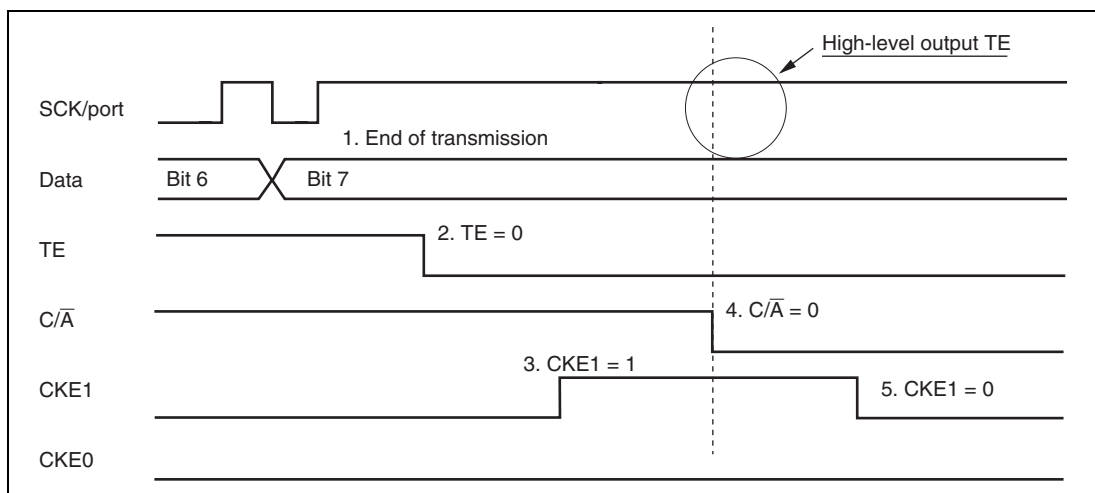 High-level output TE
SCK/port
1. End of transmission
Data
Bit 6
Bit 7
TE
2. TE = 0
C/A̅
4. C/A̅ = 0
3. CKE1 = 1
CKE1
5. CKE1 = 0
CKE0